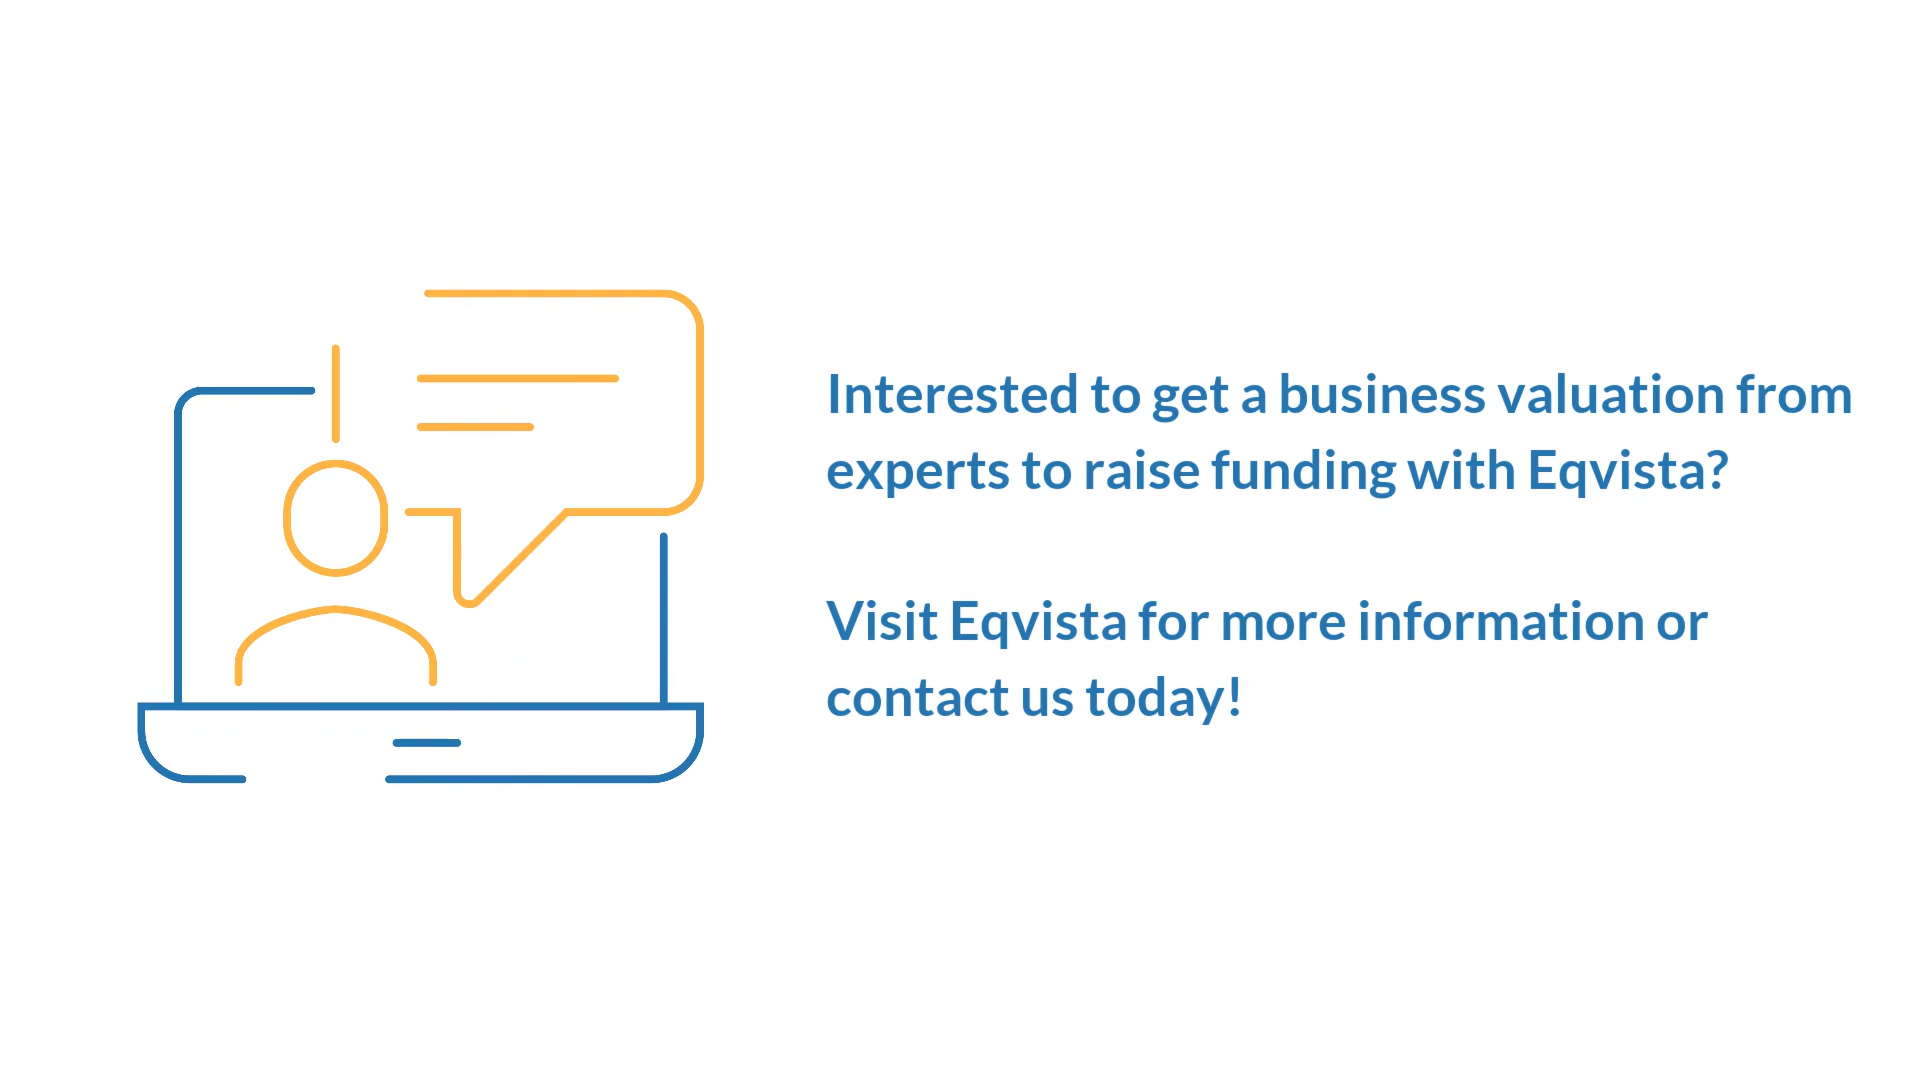 Interested to get a business valuation from
experts to raise funding with Eqvista?
Visit Eqvista for more information or
contact us today!